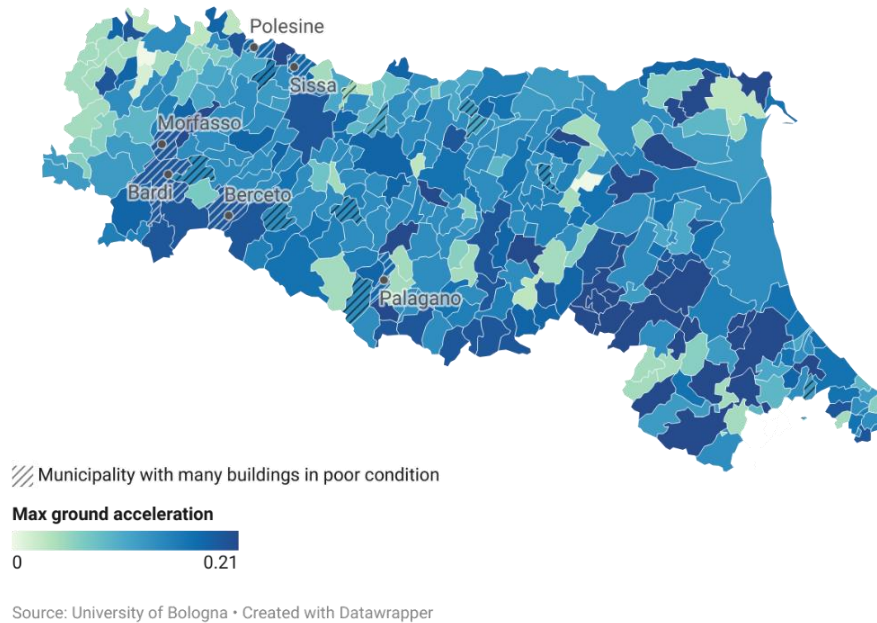 Polesine
Sissa
Morfasso
Bardi
Berceto
Palagano
Municipality with many buildings in poor condition
Max ground acceleration
0 0.21
Source: University of Bologna • Created with Datawrapper